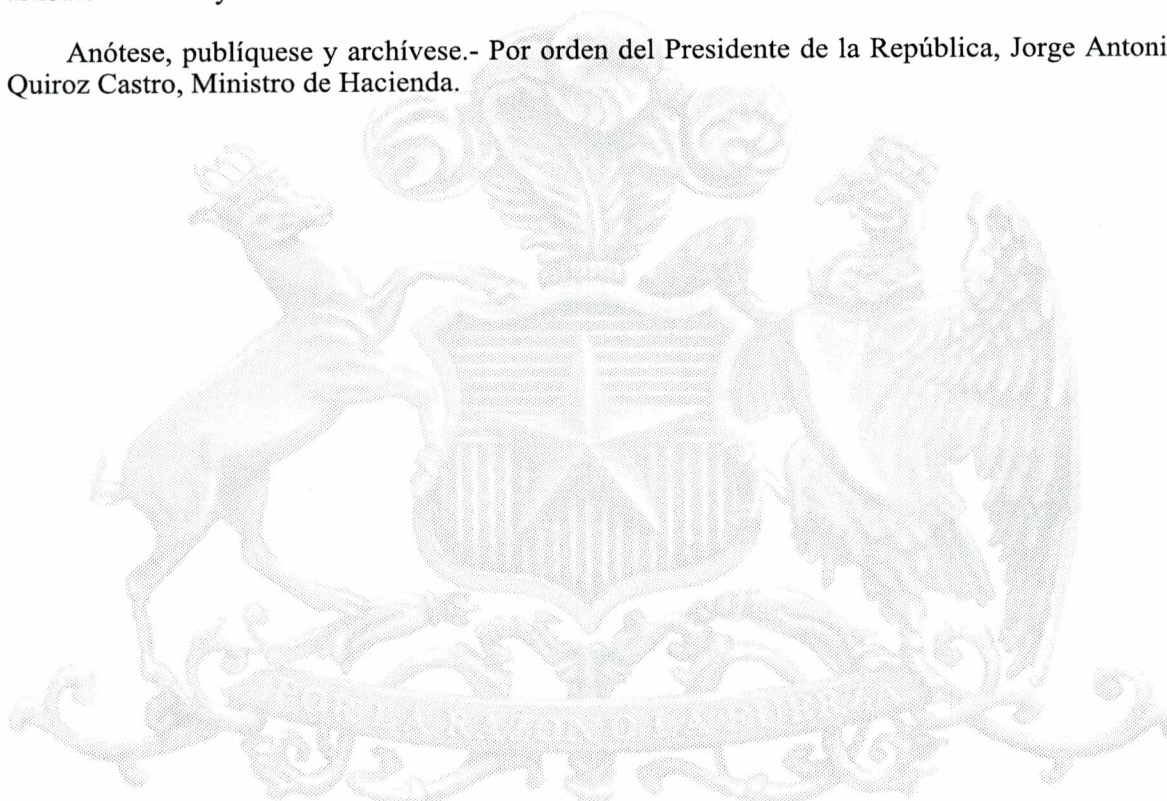 Anótese, publíquese y archívese.- Por orden del Presidente de la República, Jorge Antoni
Quiroz Castro, Ministro de Hacienda.
POR LA RAZON O LA FUERZA